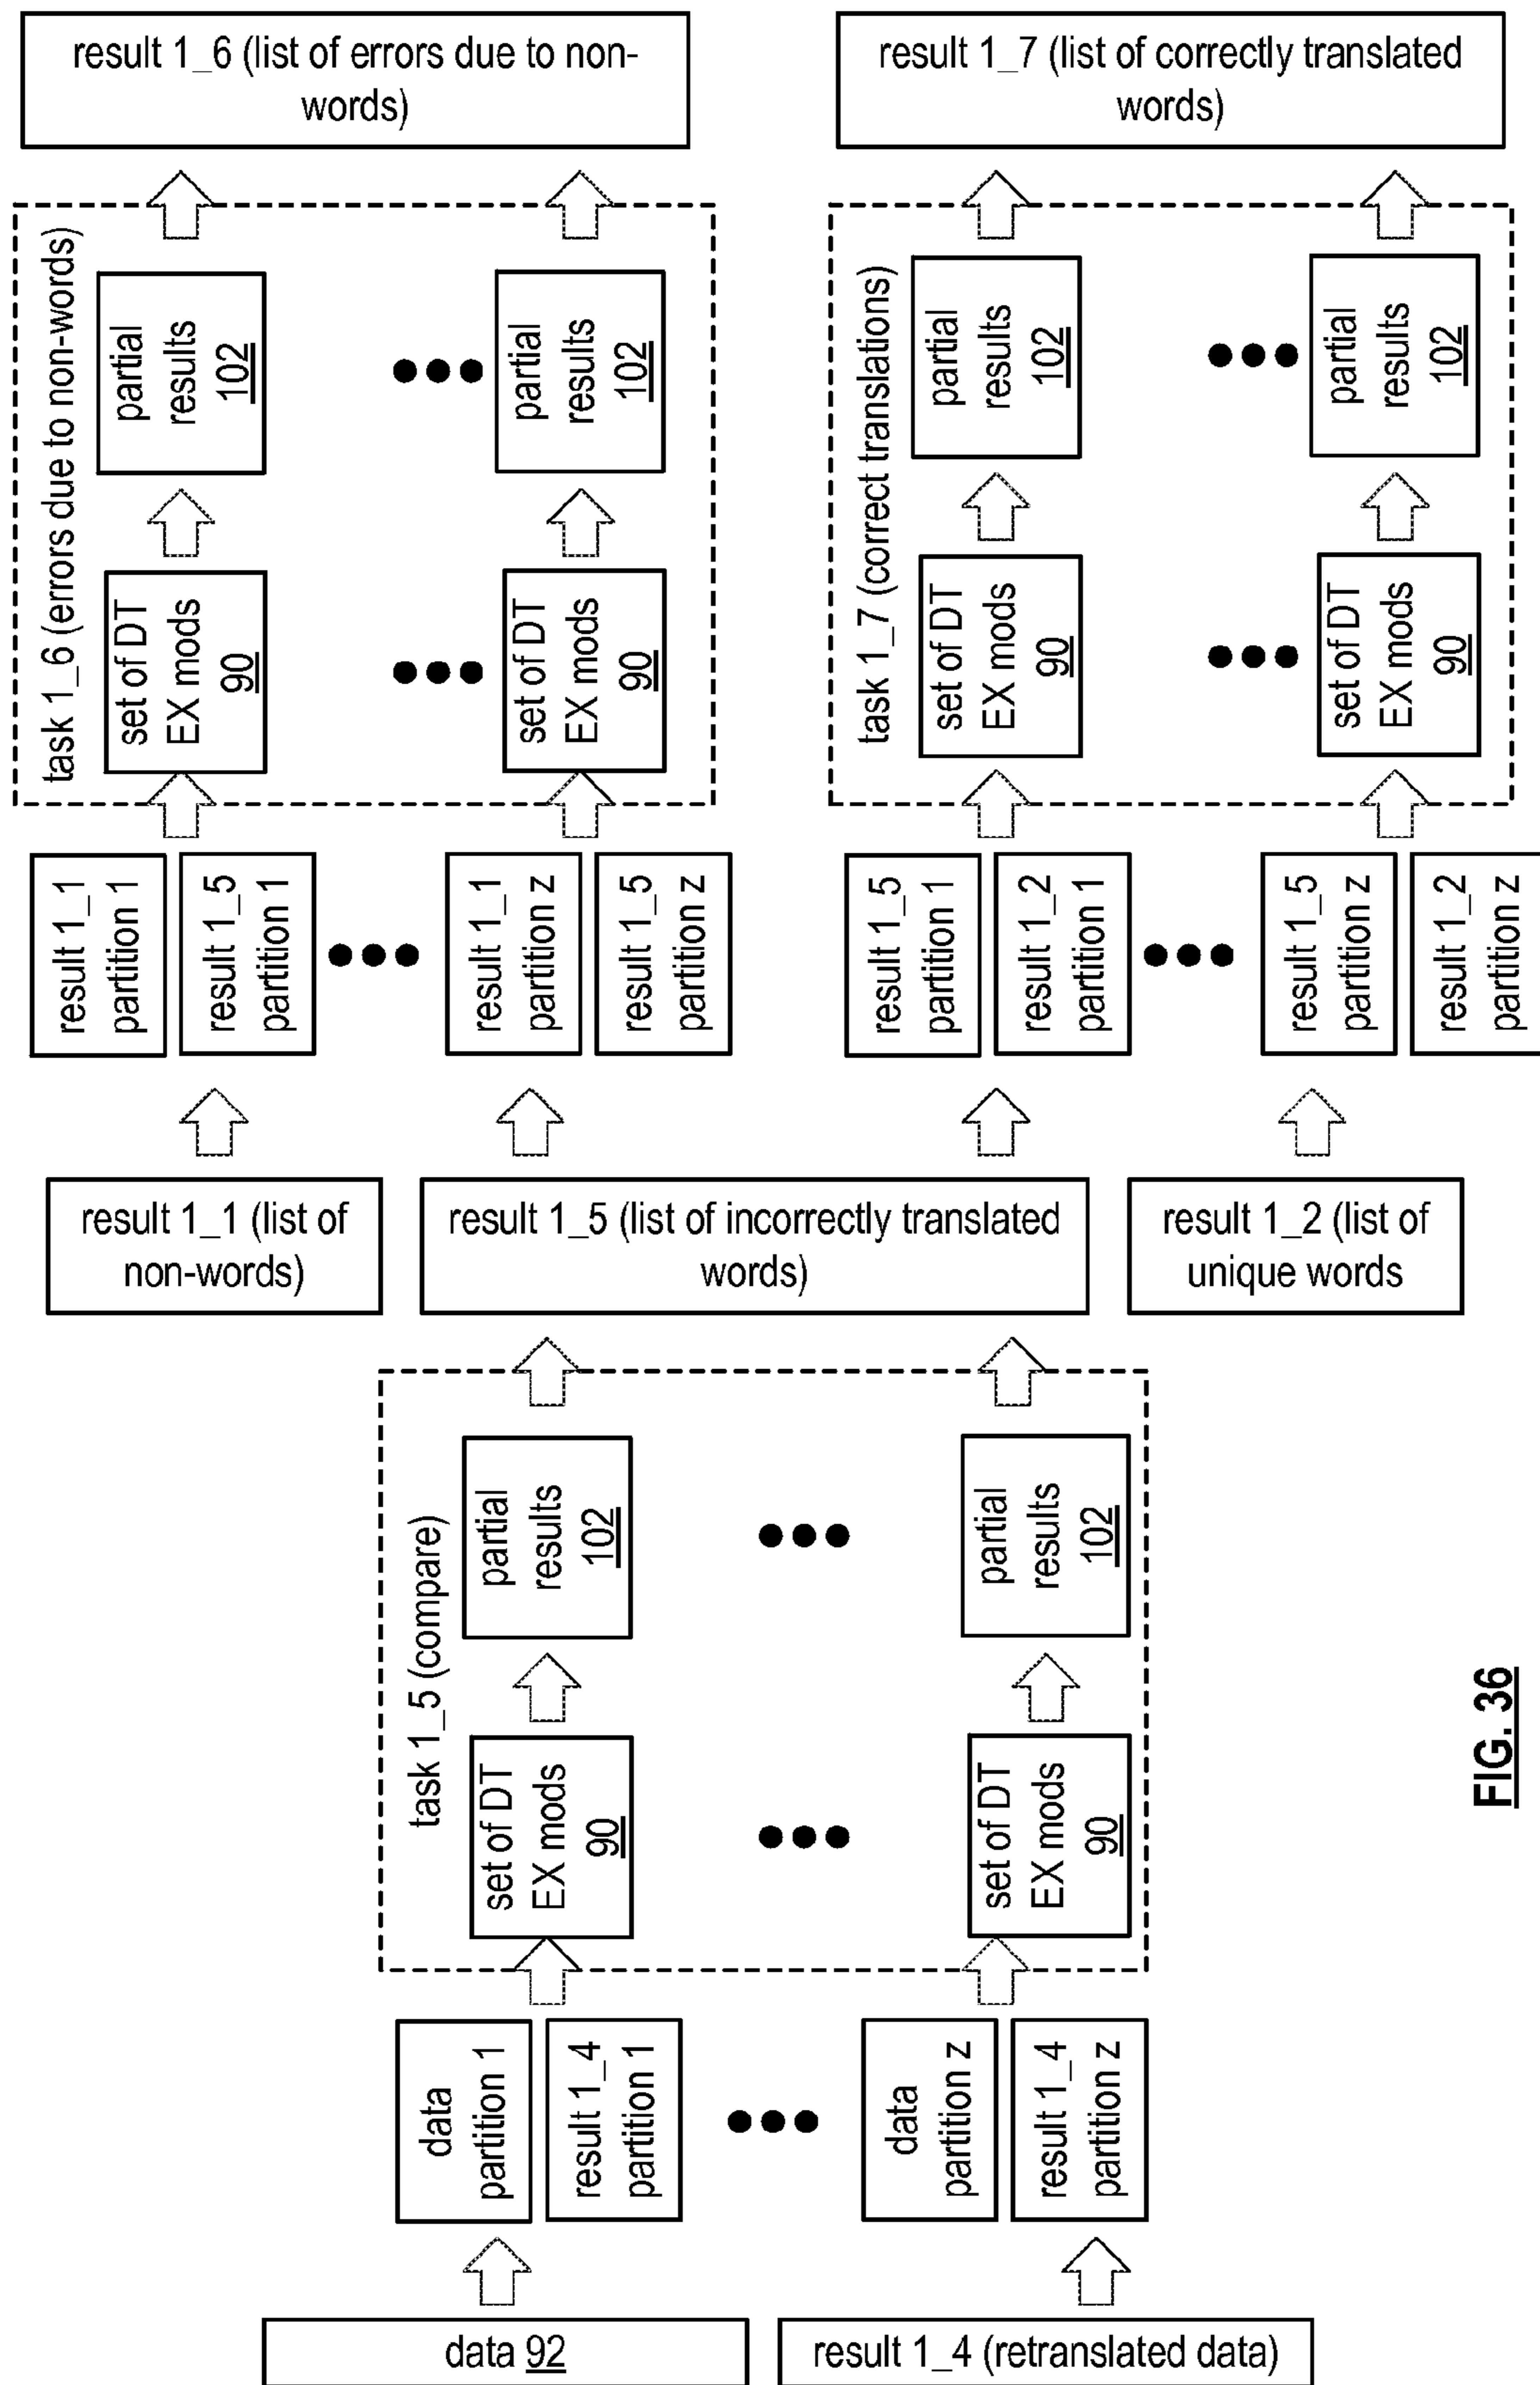 result 1_6 (list of errors due to non-
words)
result 1_7 (list of correctly translated
words)
task 1_6 (errors due to non-words)
set of DT
EX mods
90
partial
results
102
set of DT
EX mods
90
partial
results
102
task 1_7 (correct translations)
set of DT
EX mods
90
partial
results
102
set of DT
EX mods
90
partial
results
102
result 1_1
partition 1
result 1_5
partition 1
result 1_1
partition z
result 1_5
partition z
result 1_5
partition 1
result 1_2
partition 1
result 1_5
partition z
result 1_2
partition z
result 1_1 (list of
non-words)
result 1_5 (list of incorrectly translated
words)
result 1_2 (list of
unique words
task 1_5 (compare)
set of DT
EX mods
90
partial
results
102
set of DT
EX mods
90
partial
results
102
data
partition 1
result 1_4
partition 1
data
partition z
result 1_4
partition z
data 92
result 1_4 (retranslated data)
FIG. 36